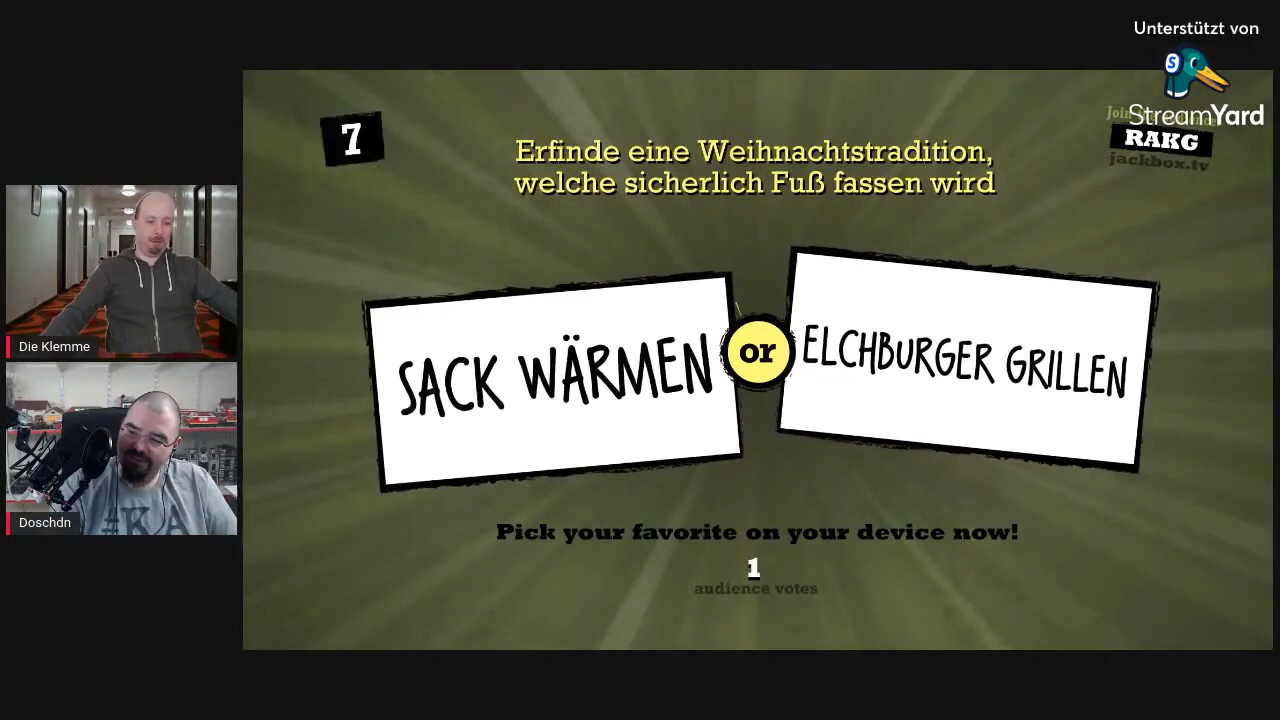 Unterstützt von
StreamYard
RAKG
jackbox.tv
7
Erfinde eine Weihnachtstradition,
welche sicherlich Fuß fassen wird
SACK WÄRMEN
or
ELCHBURGER GRILLEN
Die Klemme
Doschdn
Pick your favorite on your device now!
1
audience votes